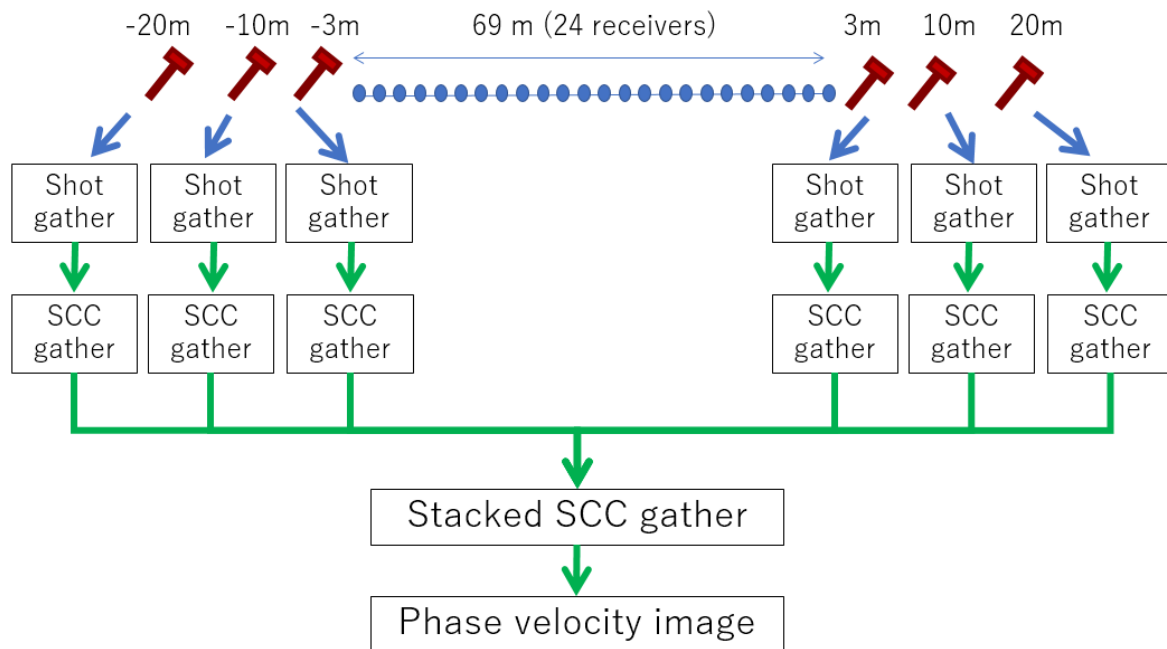 -20m -10m -3m 69 m (24 receivers) 3m 10m 20m
Shot Shot Shot Shot Shot Shot
gather gather gather gather gather gather
SCC SCC SCC SCC SCC SCC
gather gather gather gather gather gather
Stacked SCC gather
Phase velocity image